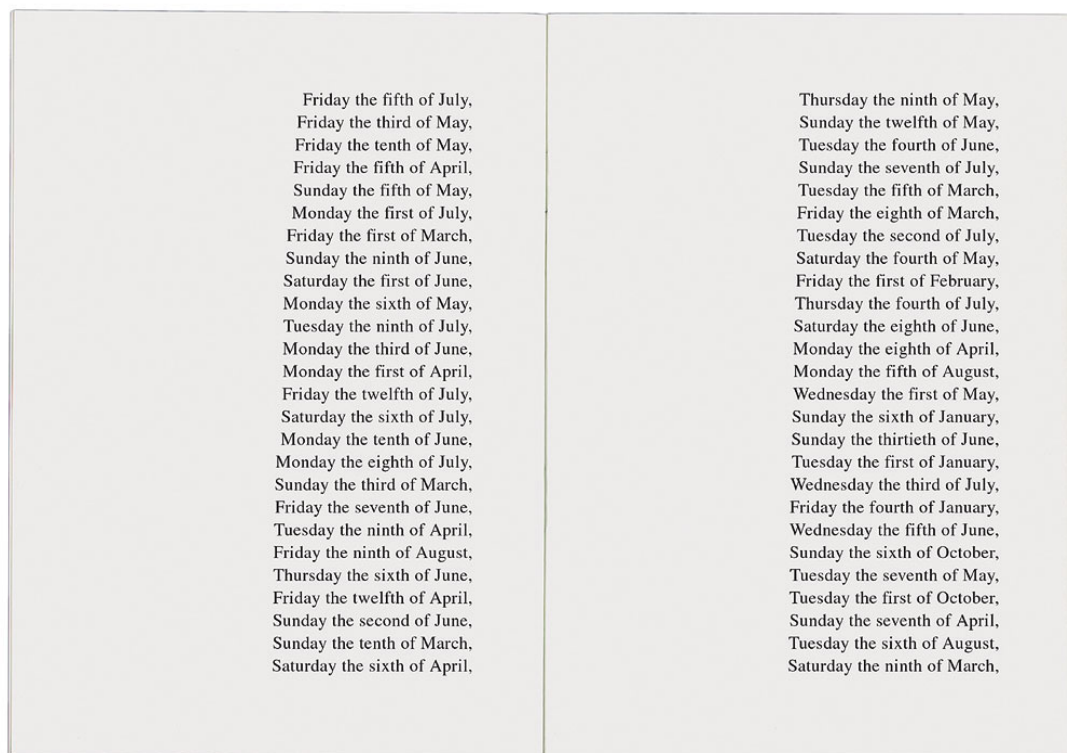 Friday the fifth of July,
Friday the third of May,
Friday the tenth of May,
Friday the fifth of April,
Sunday the fifth of May,
Monday the first of July,
Friday the first of March,
Sunday the ninth of June,
Saturday the first of June,
Monday the sixth of May,
Tuesday the ninth of July,
Monday the third of June,
Monday the first of April,
Friday the twelfth of July,
Saturday the sixth of July,
Monday the tenth of June,
Monday the eighth of July,
Sunday the third of March,
Friday the seventh of June,
Tuesday the ninth of April,
Friday the ninth of August,
Thursday the sixth of June,
Friday the twelfth of April,
Sunday the second of June,
Sunday the tenth of March,
Saturday the sixth of April,
Thursday the ninth of May,
Sunday the twelfth of May,
Tuesday the fourth of June,
Sunday the seventh of July,
Tuesday the fifth of March,
Friday the eighth of March,
Tuesday the second of July,
Saturday the fourth of May,
Friday the first of February,
Thursday the fourth of July,
Saturday the eighth of June,
Monday the eighth of April,
Monday the fifth of August,
Wednesday the first of May,
Sunday the sixth of January,
Sunday the thirtieth of June,
Tuesday the first of January,
Wednesday the third of July,
Friday the fourth of January,
Wednesday the fifth of June,
Sunday the sixth of October,
Tuesday the seventh of May,
Tuesday the first of October,
Sunday the seventh of April,
Tuesday the sixth of August,
Saturday the ninth of March,